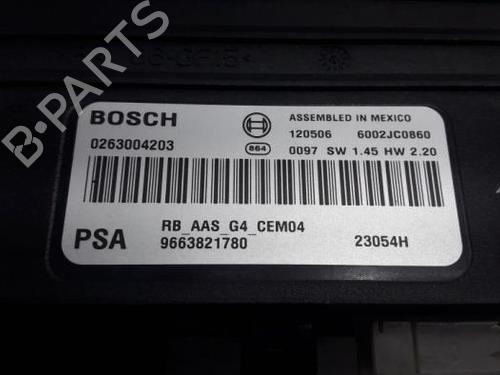 BOSCH
ASSEMBLED IN MEXICO
120506 6002JC0860
0263004203
864
0097 SW 1.45 HW 2.20
RB_AAS_G4_CEM04
PSA 9663821780 23054H
B-PARTS